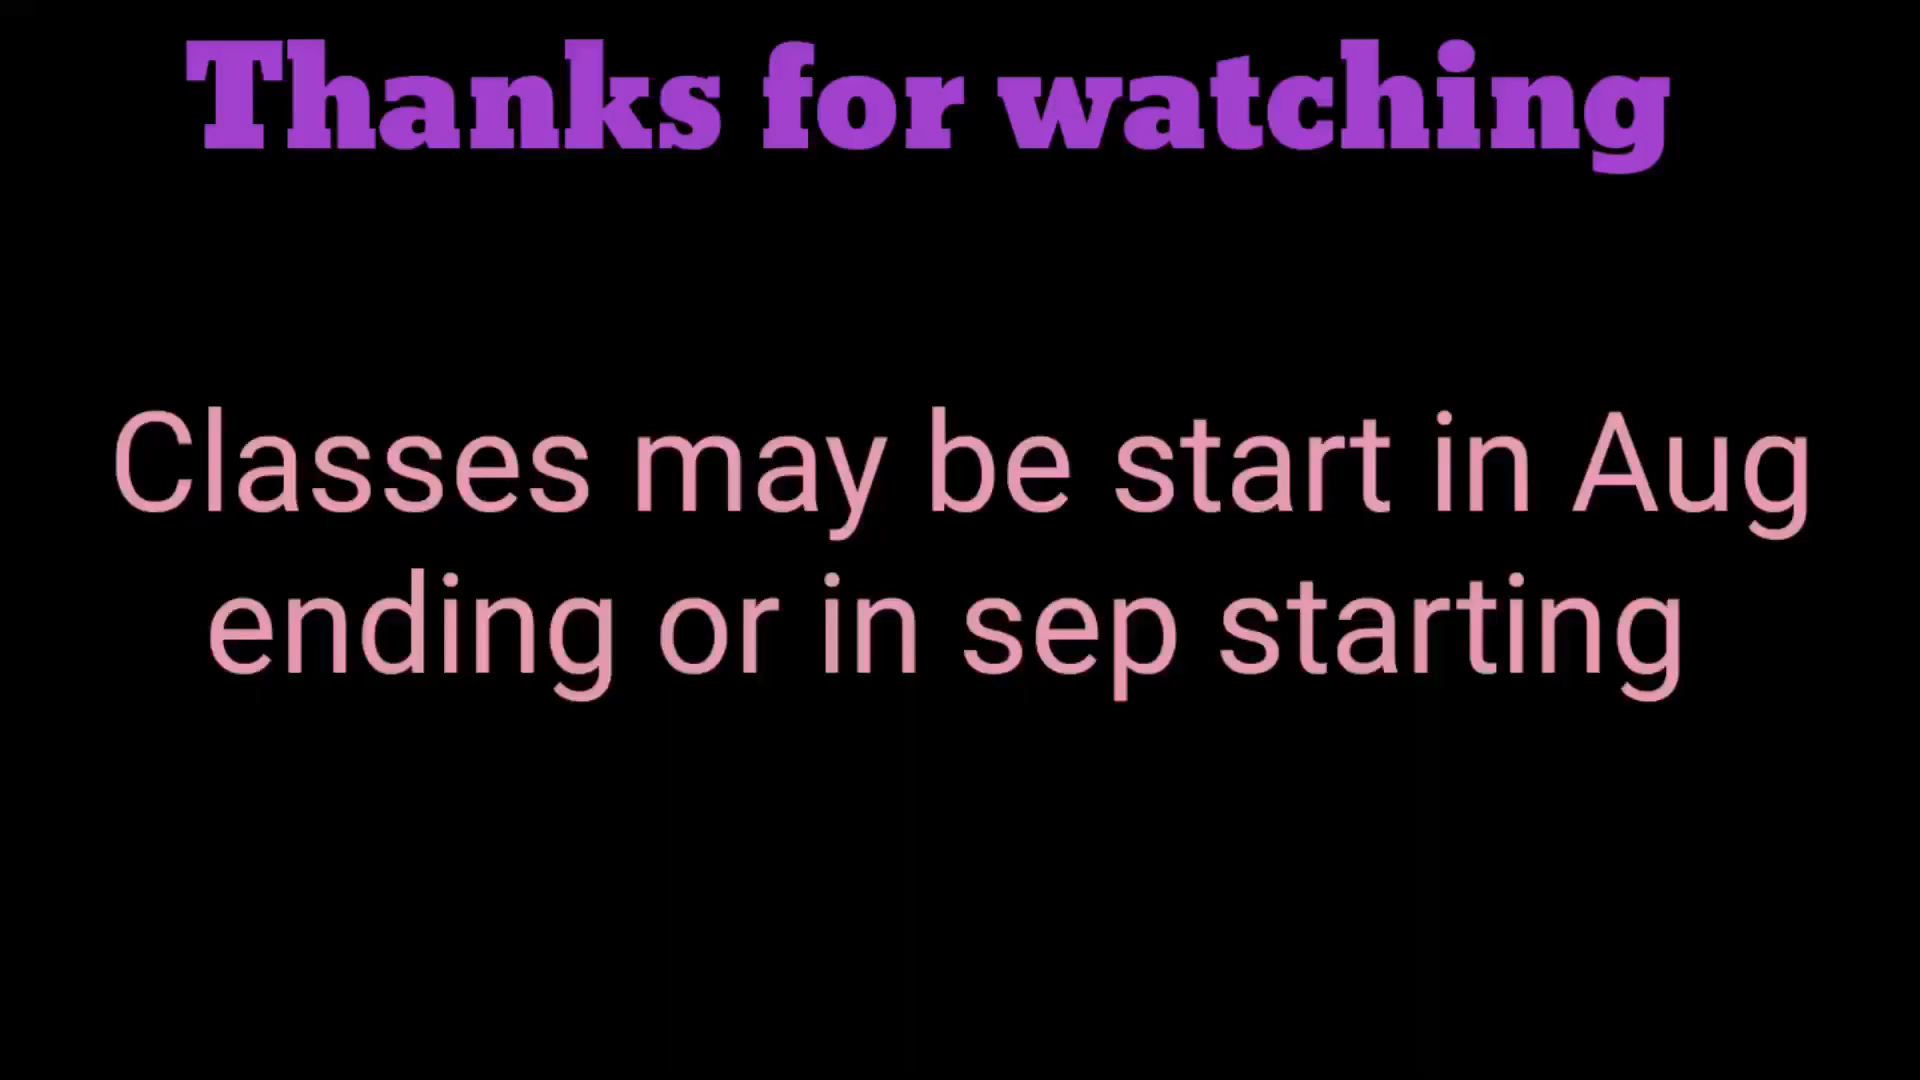 Thanks for watching
Classes may be start in Aug
ending or in sep starting